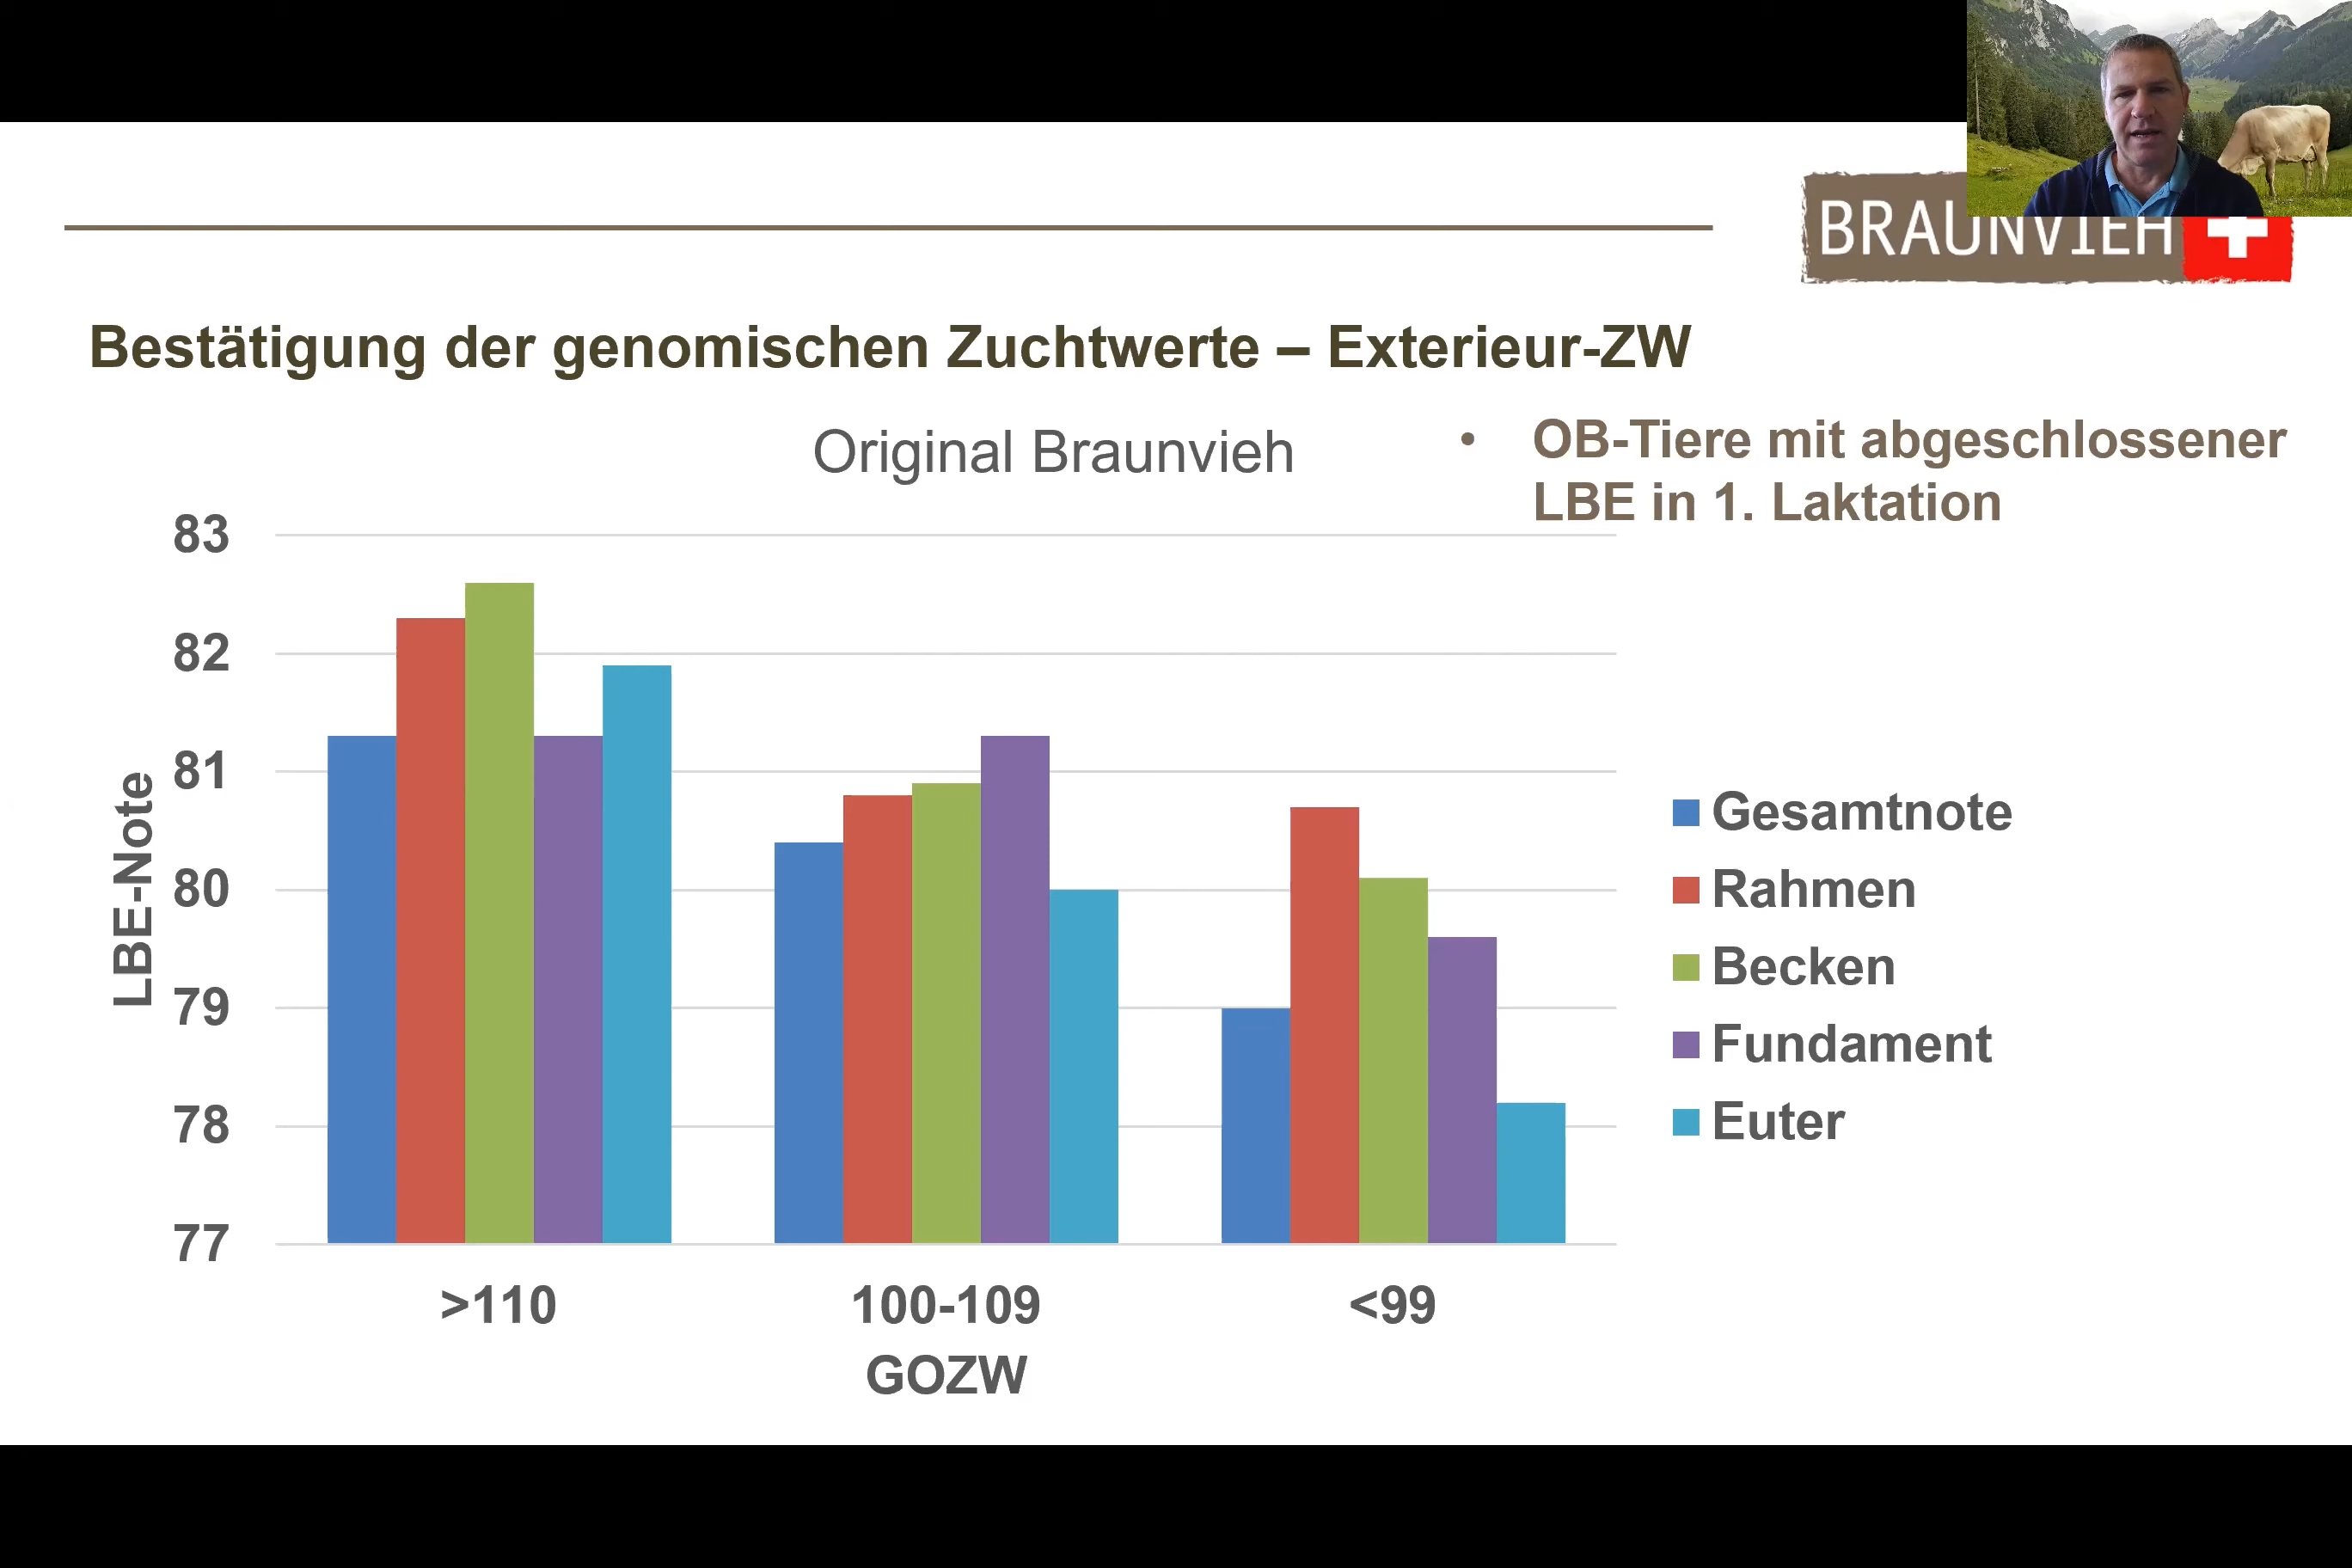 BRAUNVIEH
Bestätigung der genomischen Zuchtwerte – Exterieur-ZW
Original Braunvieh
• OB-Tiere mit abgeschlossener
LBE in 1. Laktation
83
82
81
80
79
78
77
LBE-Note
>110
100-109
<99
GOZW
Gesamtnote
Rahmen
Becken
Fundament
Euter